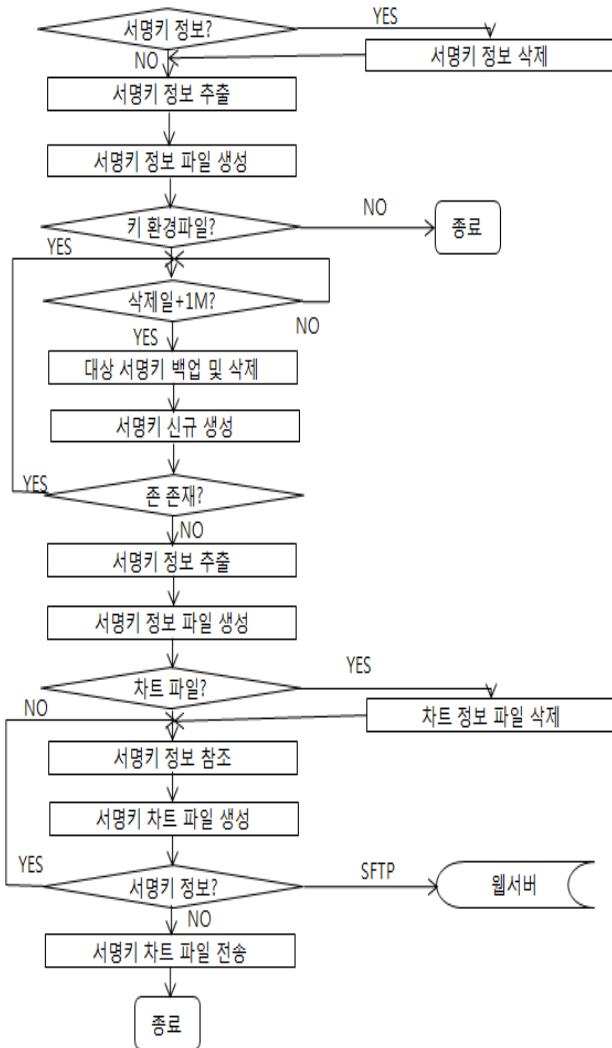 서명키 정보?
YES
NO
서명키 정보 삭제
서명키 정보 추출
서명키 정보 파일 생성
키 환경파일?
NO
종료
YES
삭제일+1M?
NO
YES
대상 서명키 백업 및 삭제
서명키 신규 생성
YES
존 존재?
NO
서명키 정보 추출
서명키 정보 파일 생성
차트 파일?
YES
NO
차트 정보 파일 삭제
서명키 정보 참조
서명키 차트 파일 생성
YES
서명키 정보?
SFTP
웹서버
NO
서명키 차트 파일 전송
종료